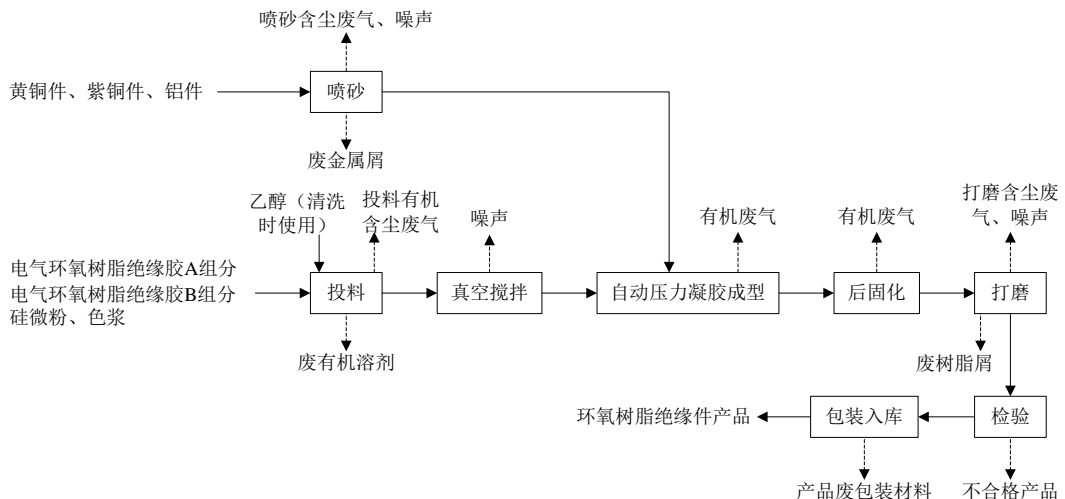 喷砂含尘废气、噪声
黄铜件、紫铜件、铝件
喷砂
废金属屑
乙醇（清洗
时使用）
投料有机
含尘废气
噪声
有机废气
有机废气
打磨含尘废
气、噪声
电气环氧树脂绝缘胶A组分
电气环氧树脂绝缘胶B组分
硅微粉、色浆
投料
真空搅拌
自动压力凝胶成型
后固化
打磨
废有机溶剂
废树脂屑
环氧树脂绝缘件产品
包装入库
检验
产品废包装材料
不合格产品